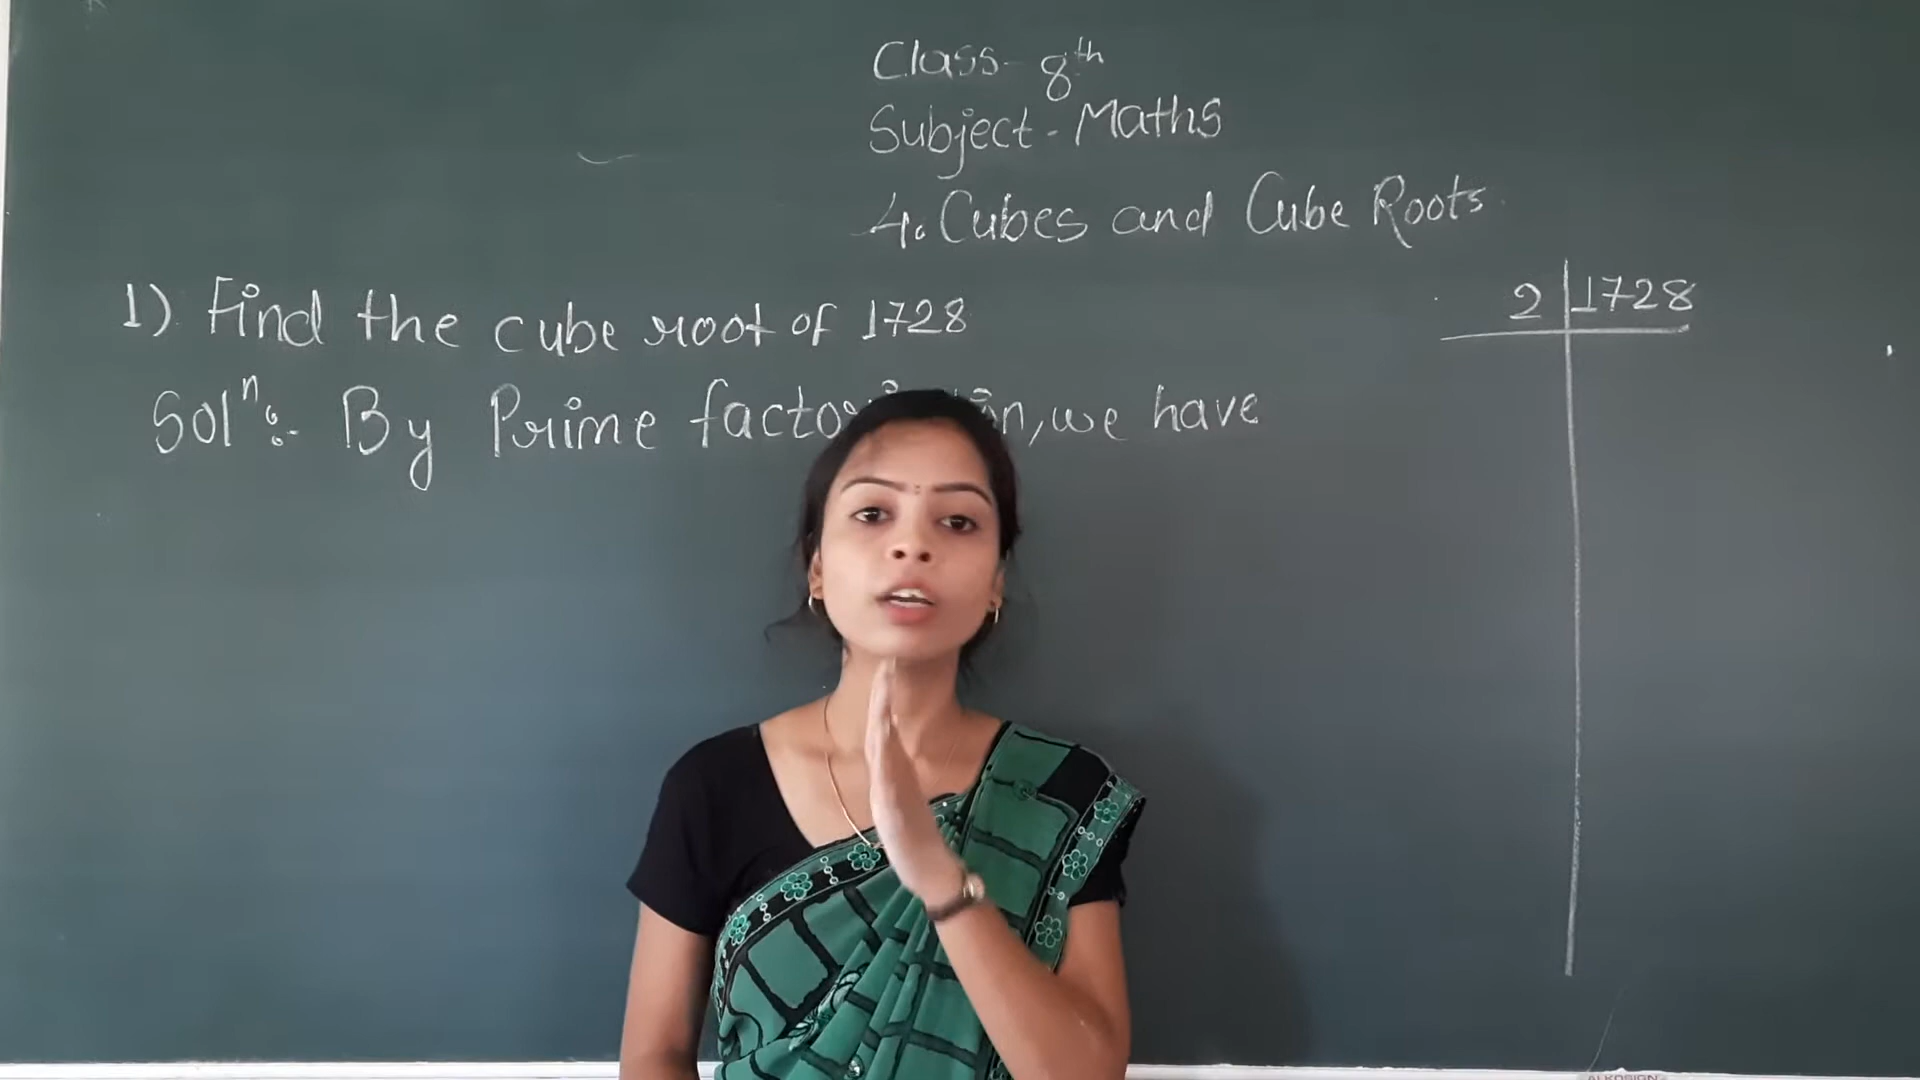 Class- 8th
Subject - Maths
4. Cubes and Cube Roots
1) Find the cube root of 1728
Solⁿ:- By Prime we have
2 | 1728